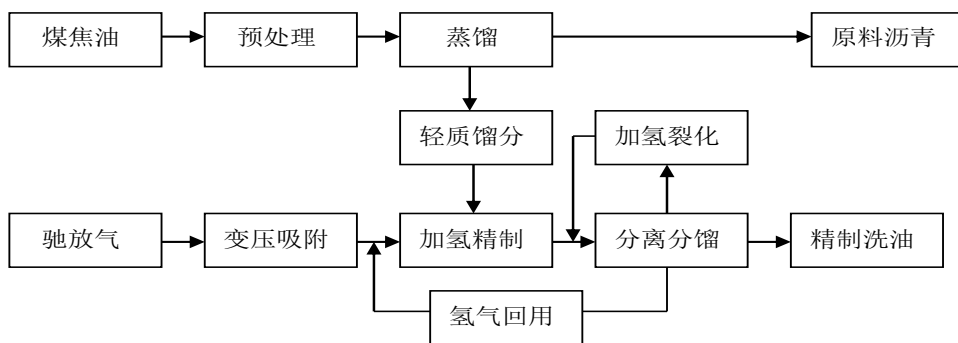 煤焦油
预处理
蒸馏
原料沥青
轻质馏分
加氢裂化
驰放气
变压吸附
加氢精制
分离分馏
精制洗油
氢气回用